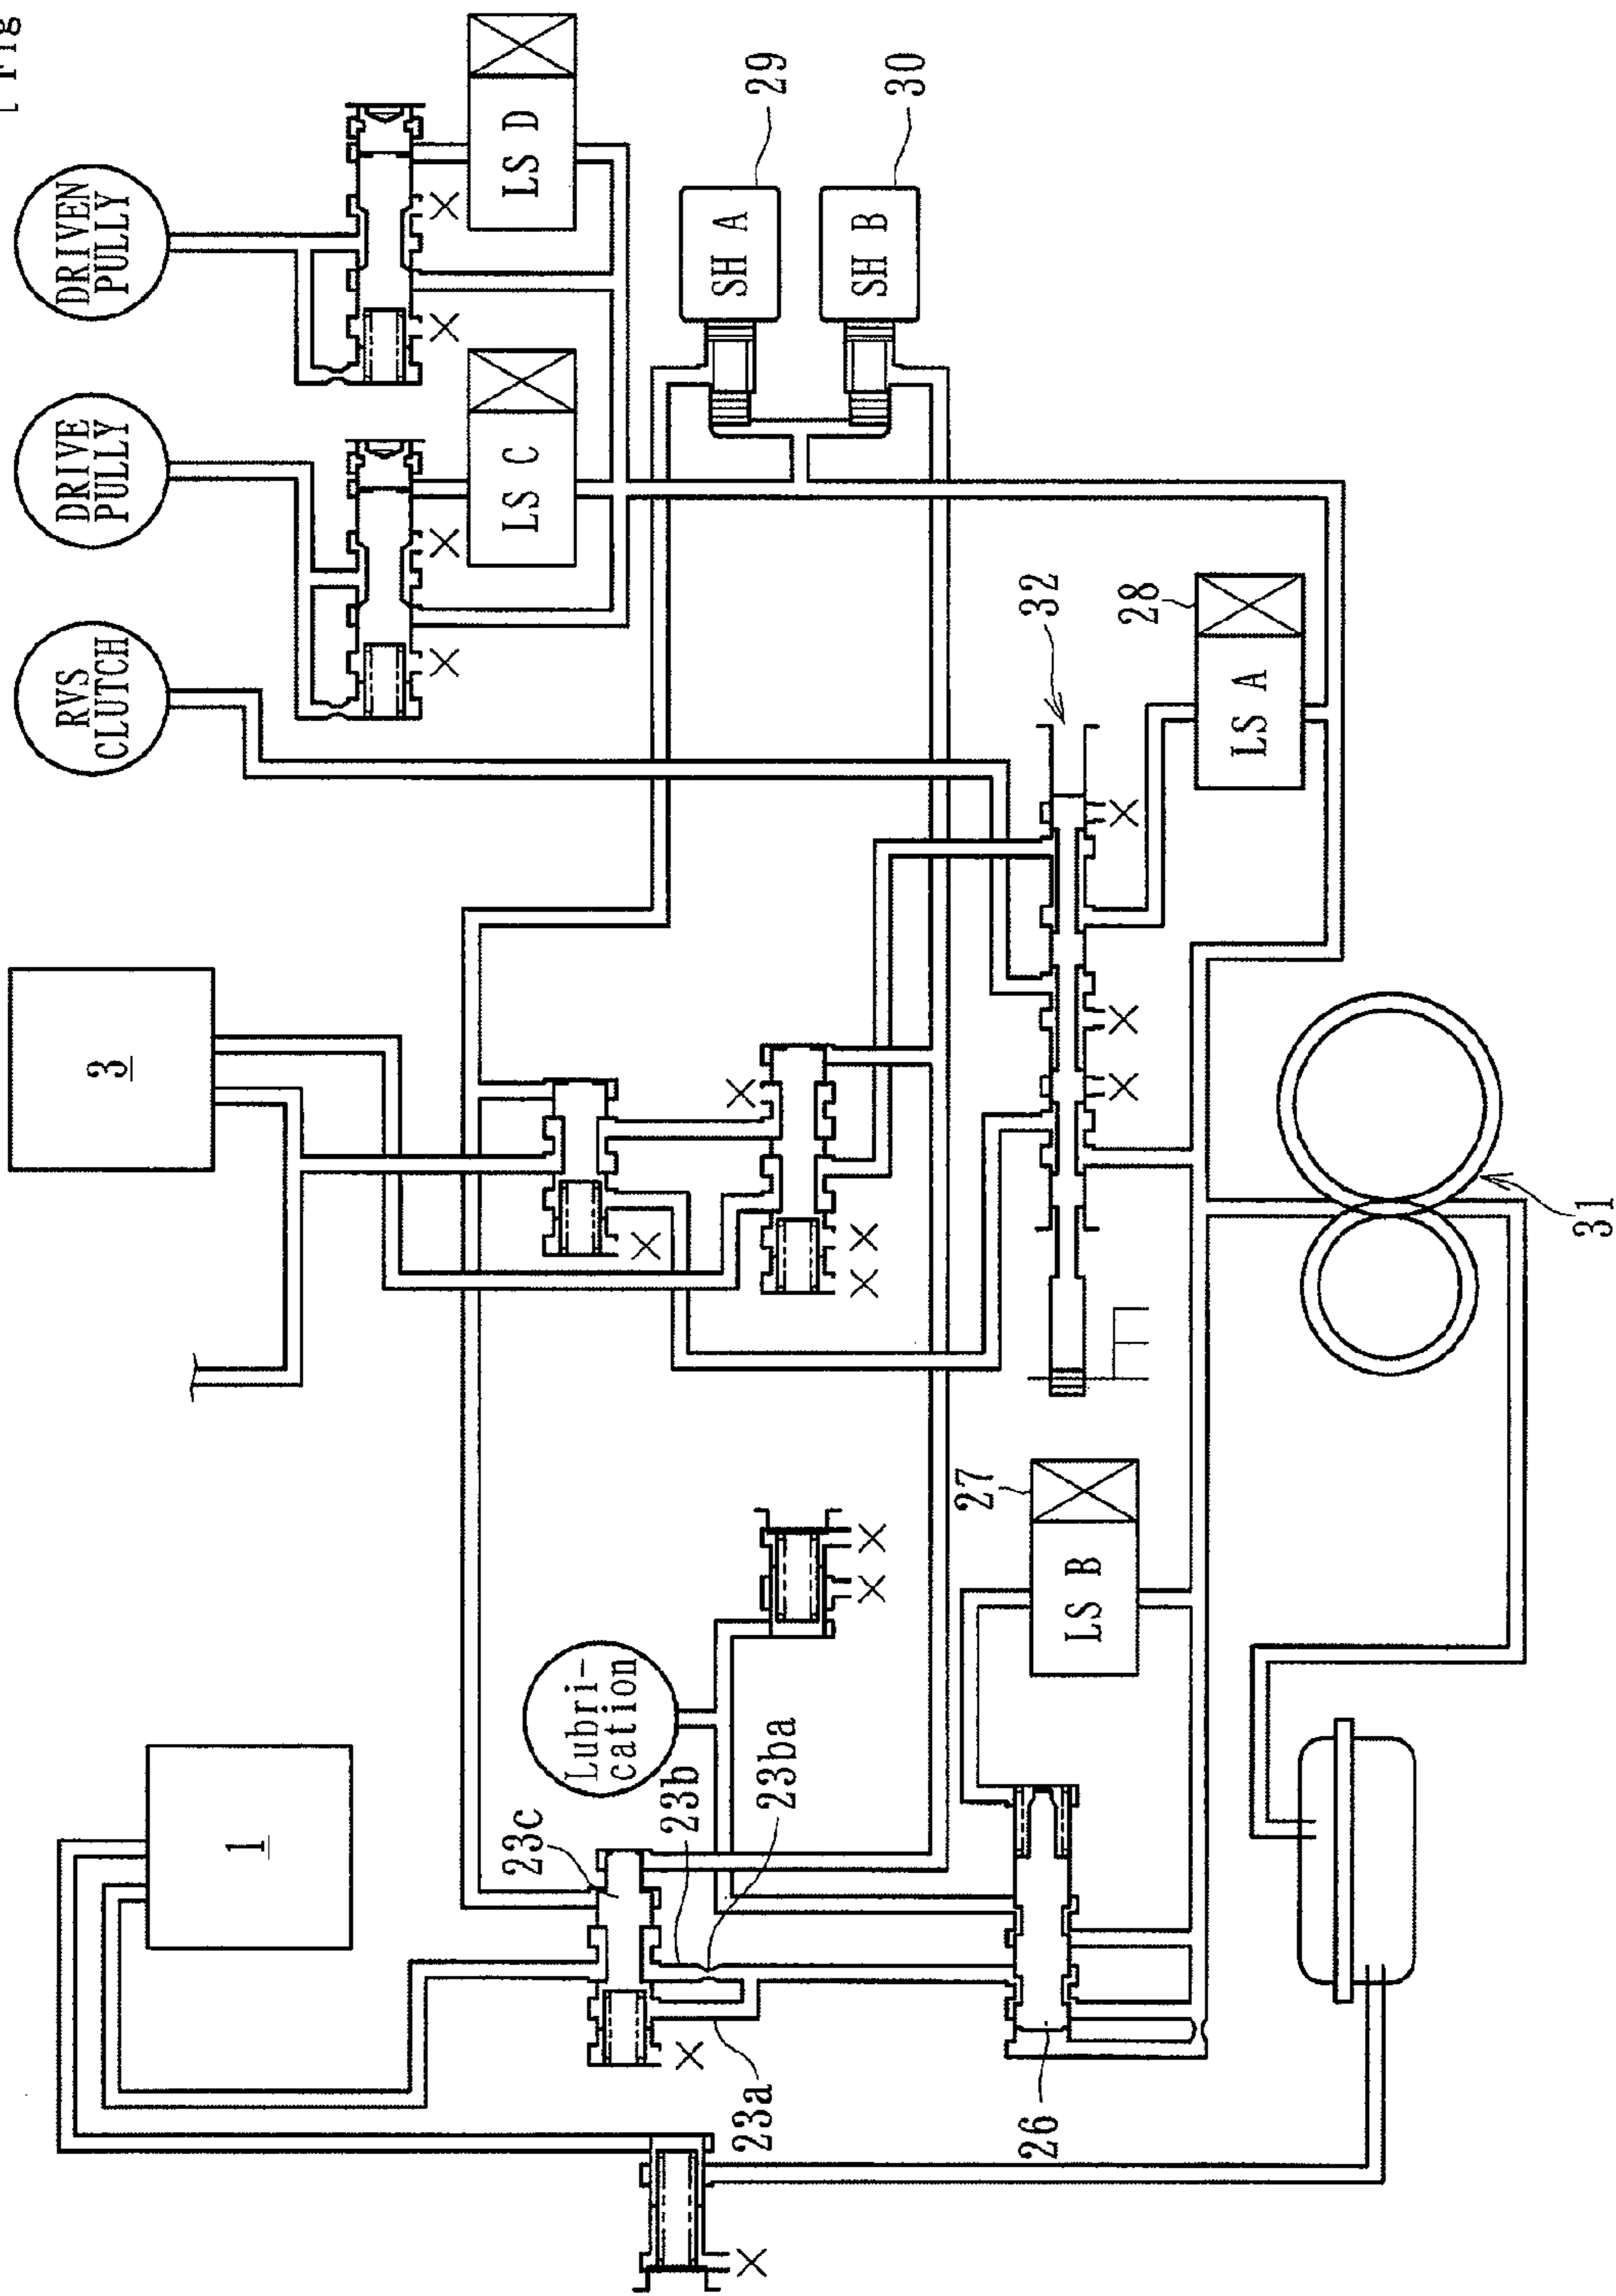 [ Fig
DRIVEN
PULLY
DRIVE
PULLY
RVS
CLUTCH
LS D
LS C
29
SH A
30
SH B
3
32
28
LS A
31
1
Lubri-
cation
27
LS B
23c
23b
23ba
23a
26